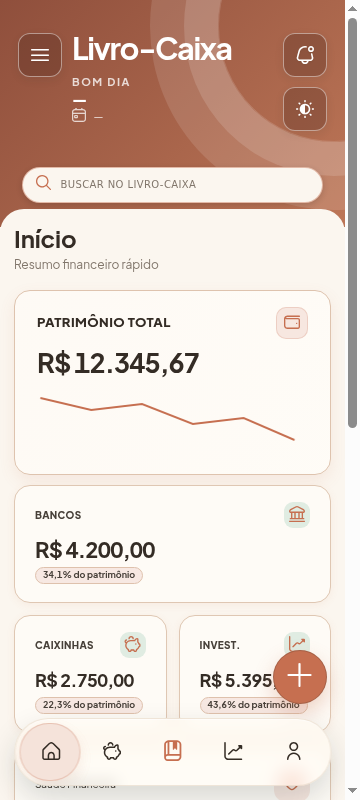 Livro-Caixa
BOM DIA
—
—
BUSCAR NO LIVRO-CAIXA
Início
Resumo financeiro rápido
PATRIMÔNIO TOTAL
R$ 12.345,67
BANCOS
R$ 4.200,00
34,1% do patrimônio
CAIXINHAS
R$ 2.750,00
22,3% do patrimônio
INVEST.
R$ 5.395,
43,6% do patrimônio
Saúde Financeira